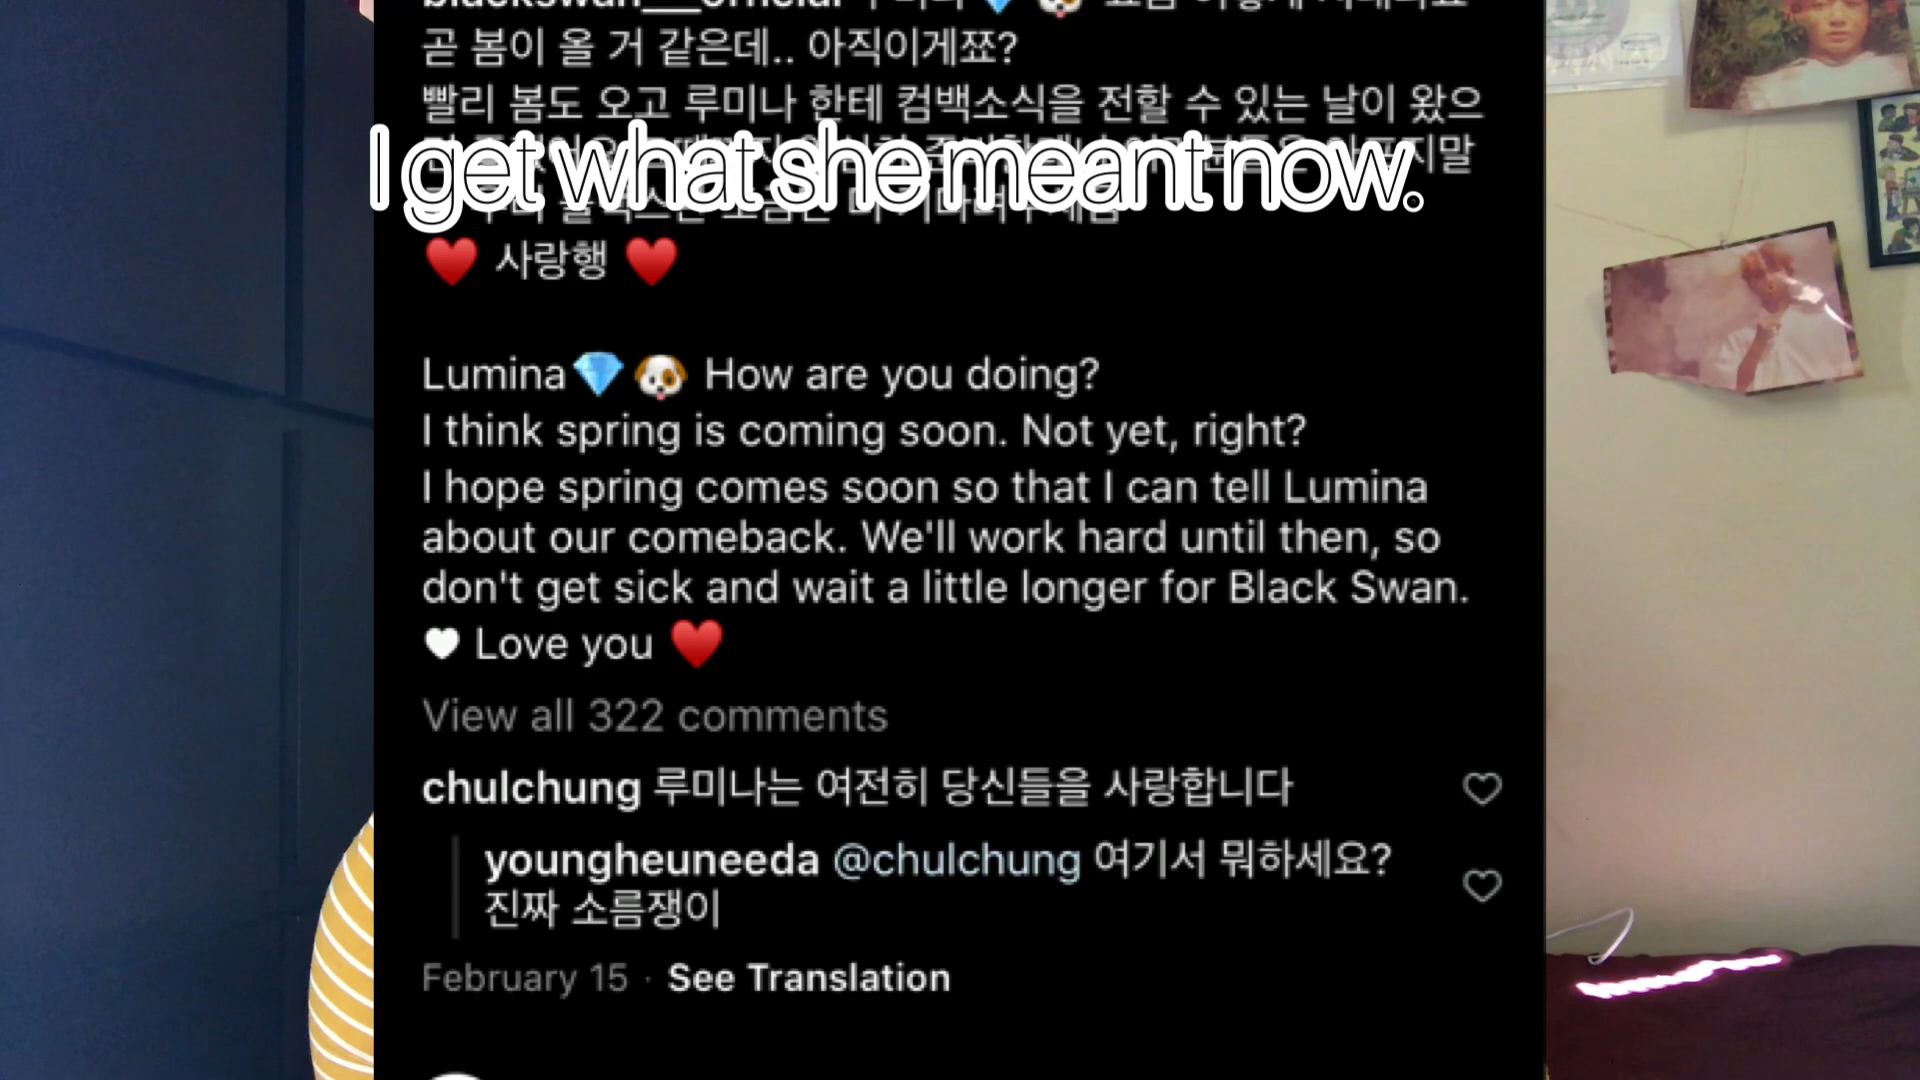 곧 봄이 올 거 같은데.. 아직이게쬬?
빨리 봄도 오고 루미나 한테 컴백소식을 전할 수 있는 날이 왔으
I get what she meant now.
♥️ 사랑행 ♥️
Lumina💎🐶 How are you doing?
I think spring is coming soon. Not yet, right?
I hope spring comes soon so that I can tell Lumina
about our comeback. We'll work hard until then, so
don't get sick and wait a little longer for Black Swan.
🤍 Love you ♥️
View all 322 comments
chulchung 루미나는 여전히 당신들을 사랑합니다
youngheuneeda @chulchung 여기서 뭐하세요?
진짜 소름쟁이
February 15 · See Translation